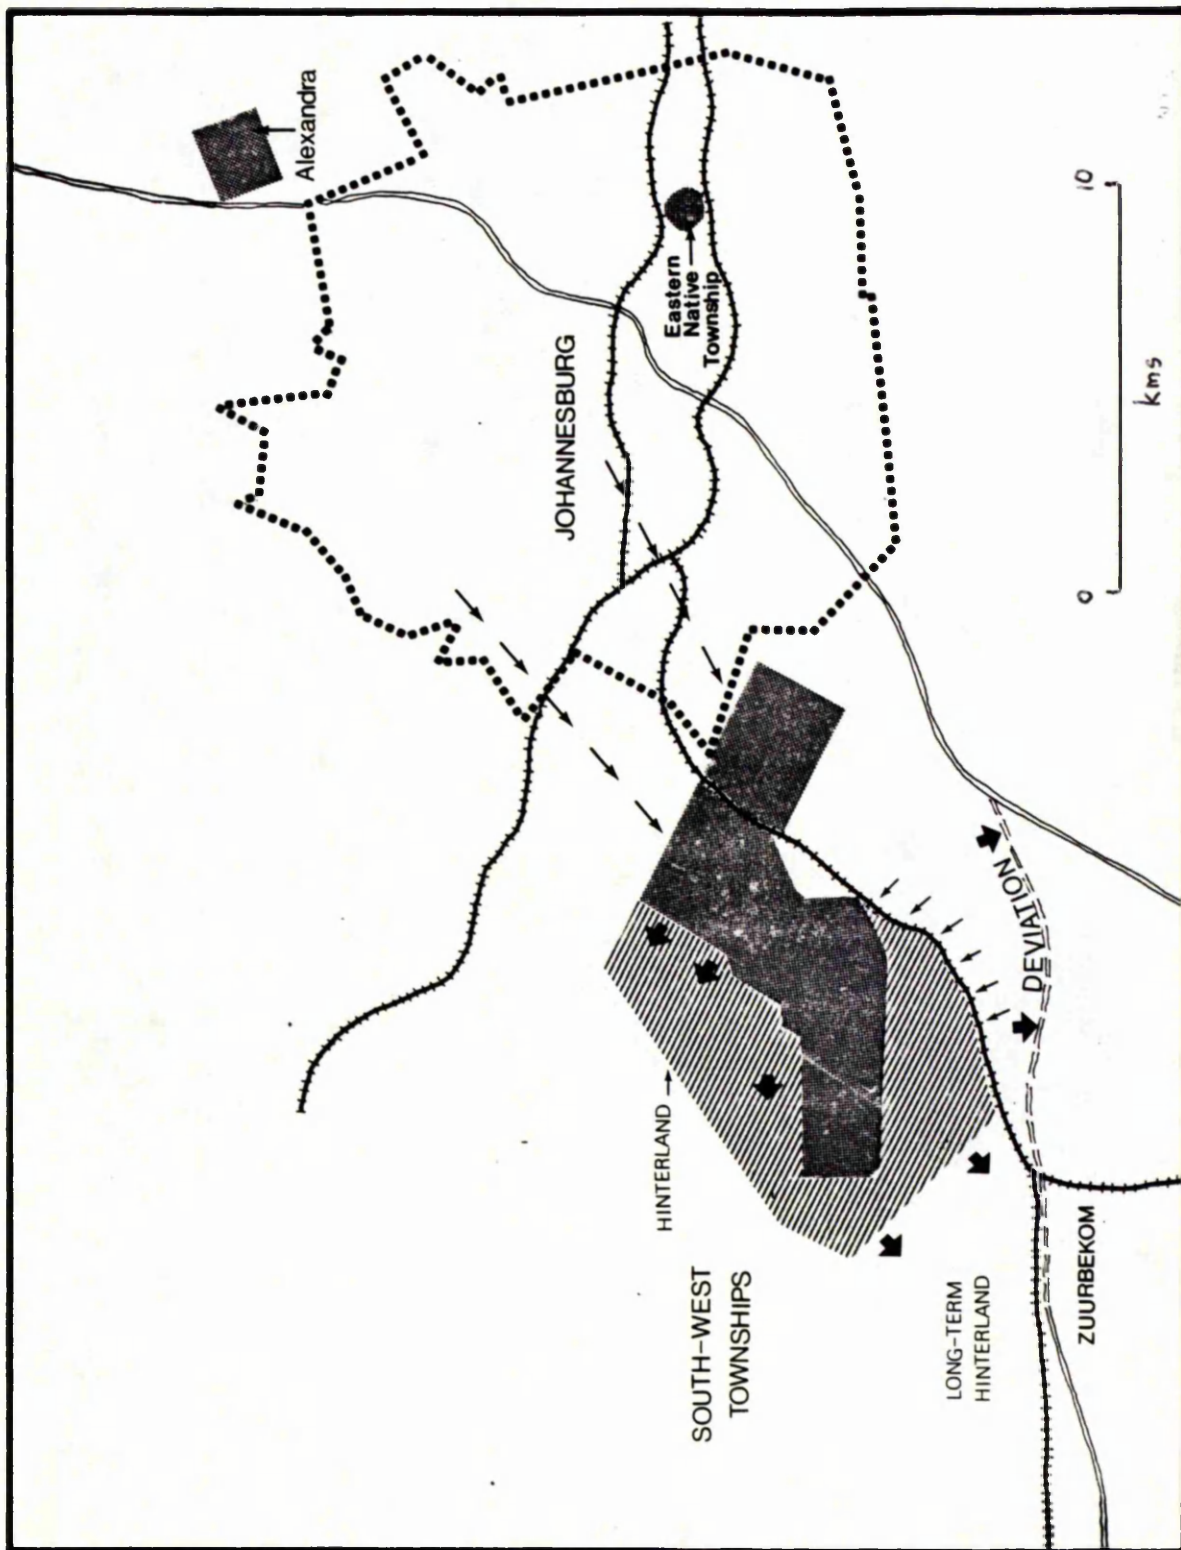 Alexandra
JOHANNESBURG
Eastern
Native
Township
HINTERLAND
SOUTH-WEST
TOWNSHIPS
DEVIATION
LONG-TERM
HINTERLAND
ZUURBEKOM
0 10
kms